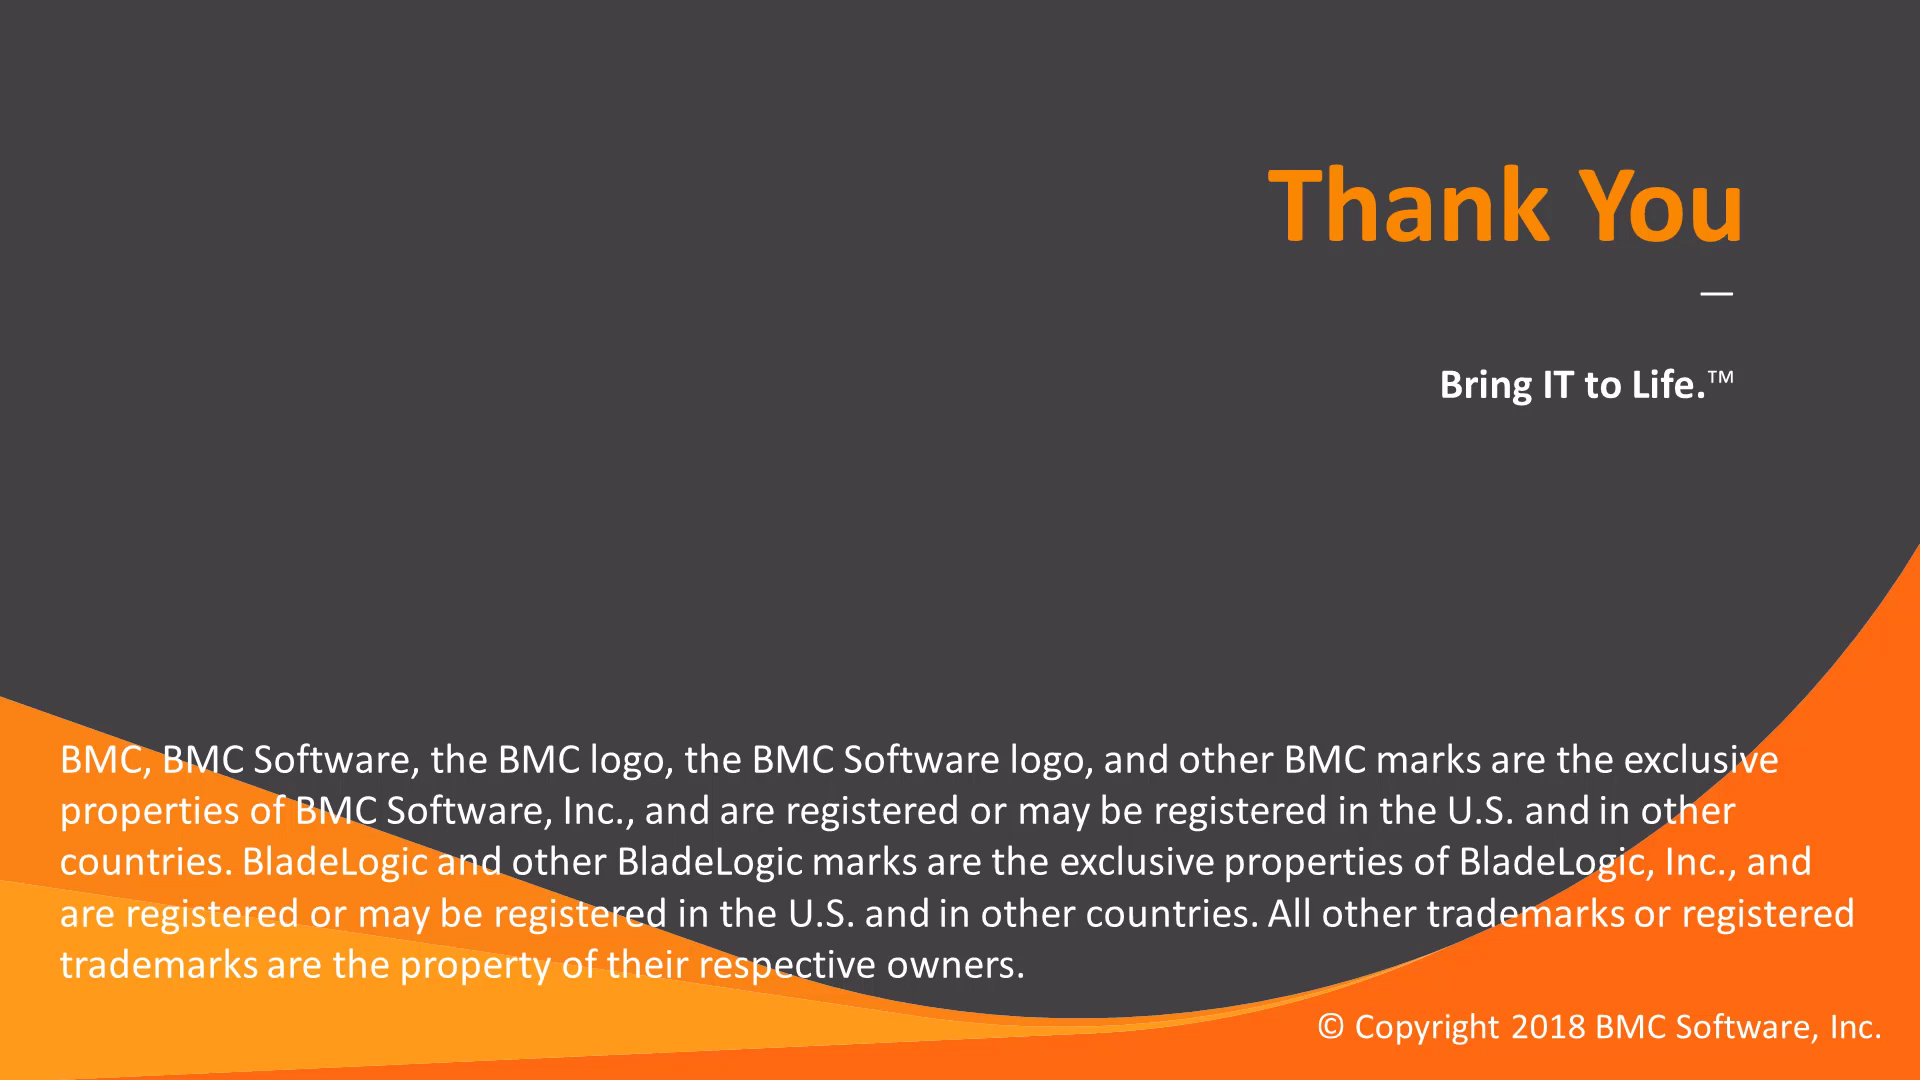 Thank You
—
Bring IT to Life.™
BMC, BMC Software, the BMC logo, the BMC Software logo, and other BMC marks are the exclusive
properties of BMC Software, Inc., and are registered or may be registered in the U.S. and in other
countries. BladeLogic and other BladeLogic marks are the exclusive properties of BladeLogic, Inc., and
are registered or may be registered in the U.S. and in other countries. All other trademarks or registered
trademarks are the property of their respective owners.
© Copyright 2018 BMC Software, Inc.